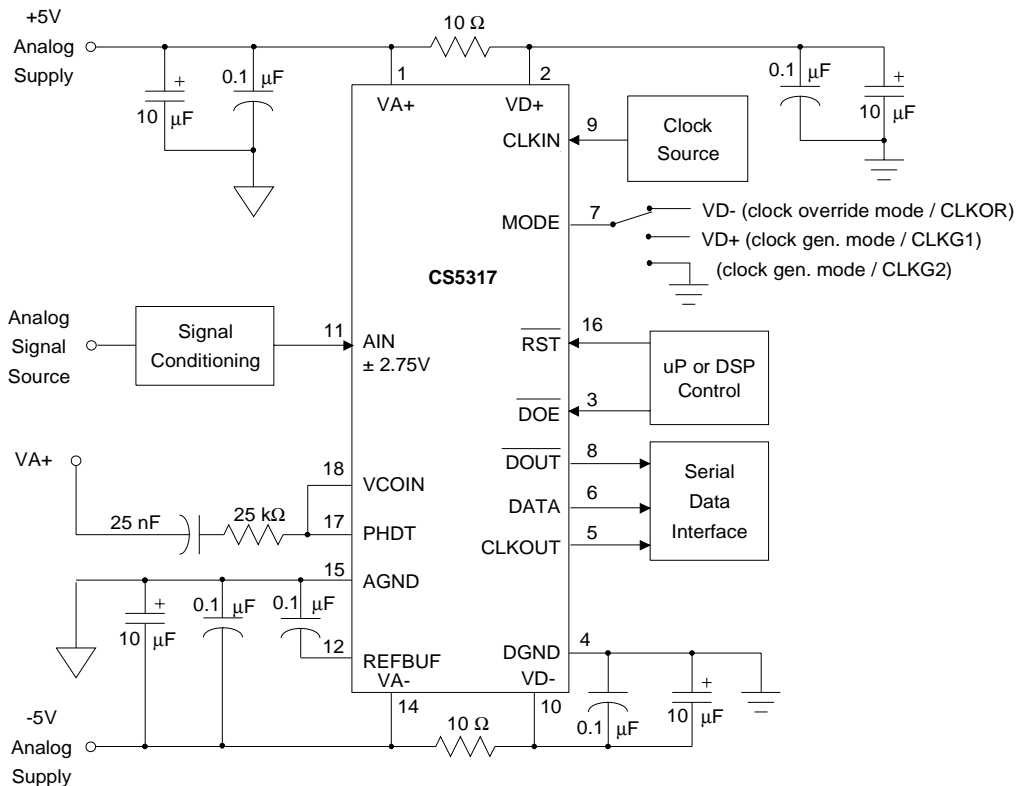 +5V
Analog
Supply
10 Ω
0.1 µF
+
10 µF
1
2
VA+
VD+
0.1 µF
+
10 µF
9
CLKIN
Clock
Source
7
MODE
VD- (clock override mode / CLKOR)
VD+ (clock gen. mode / CLKG1)
(clock gen. mode / CLKG2)
CS5317
Analog
Signal
Source
Signal
Conditioning
11
AIN
± 2.75V
16
RST
3
DOE
uP or DSP
Control
VA+
25 nF
25 kΩ
18
VCOIN
17
PHDT
8
DOUT
6
DATA
5
CLKOUT
Serial
Data
Interface
15
AGND
+
10 µF
0.1 µF
0.1 µF
12
REFBUF
VA-
14
4
DGND
VD-
10
0.1 µF
+
10 µF
-5V
Analog
Supply
10 Ω